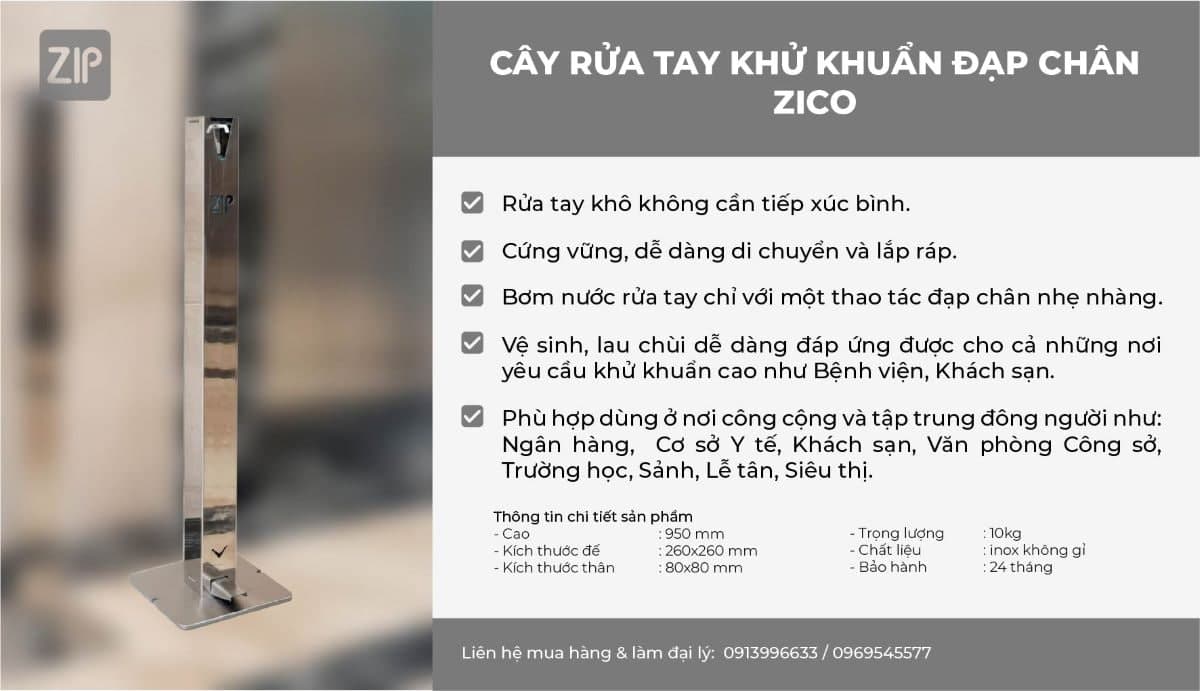 ZIP
CÂY RỬA TAY KHỬ KHUẨN ĐẠP CHÂN
ZICO
ZIP
Rửa tay khô không cần tiếp xúc bình.
Cứng vững, dễ dàng di chuyển và lắp ráp.
Bơm nước rửa tay chỉ với một thao tác đạp chân nhẹ nhàng.
Vệ sinh, lau chùi dễ dàng đáp ứng được cho cả những nơi
yêu cầu khử khuẩn cao như Bệnh viện, Khách sạn.
Phù hợp dùng ở nơi công cộng và tập trung đông người như:
Ngân hàng, Cơ sở Y tế, Khách sạn, Văn phòng Công sở,
Trường học, Sảnh, Lễ tân, Siêu thị.
Thông tin chi tiết sản phẩm
- Cao : 950 mm
- Kích thước đế : 260x260 mm
- Kích thước thân : 80x80 mm
- Trọng lượng : 10kg
- Chất liệu : inox không gỉ
- Bảo hành : 24 tháng
Liên hệ mua hàng & làm đại lý: 0913996633 / 0969545577